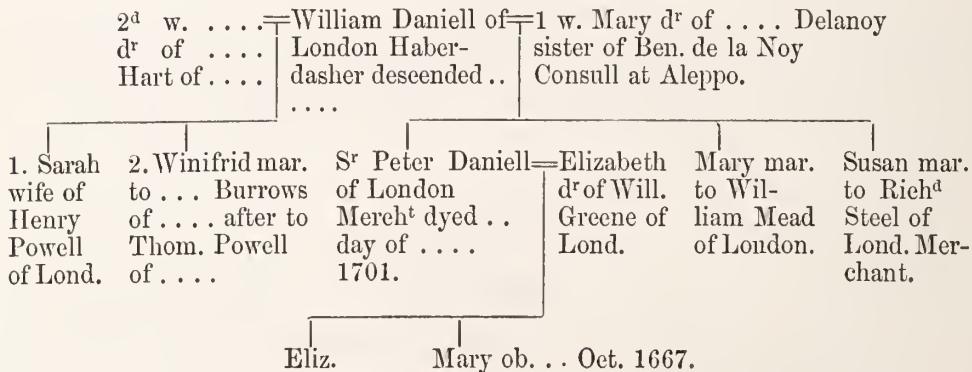 2ᵈ w. . . . .
dʳ of . . . .
Hart of . . . .
William Daniell of
London Haber-
dasher descended . .
. . . .
1 w. Mary dʳ of . . . . Delanoy
sister of Ben. de la Noy
Consull at Aleppo.
1. Sarah
wife of
Henry
Powell
of Lond.
2. Winifrid mar.
to . . . Burrows
of . . . . after to
Thom. Powell
of . . . .
Sʳ Peter Daniell
of London
Merchᵗ dyed . .
day of . . . .
1701.
Elizabeth
dʳ of Will.
Greene of
Lond.
Mary mar.
to Wil-
liam Mead
of London.
Susan mar.
to Richᵈ
Steel of
Lond. Mer-
chant.
Eliz.
Mary ob. . . Oct. 1667.